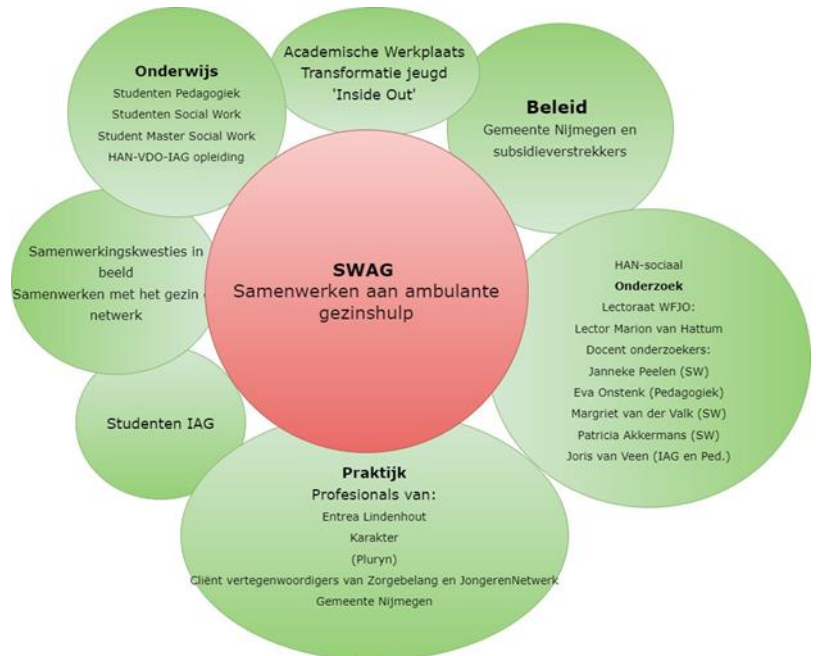 Onderwijs
Studenten Pedagogiek
Studenten Social Work
Student Master Social Work
HAN-VDO-IAG opleiding
Academische Werkplaats
Transformatie jeugd
'Inside Out'
Beleid
Gemeente Nijmegen en
subsidieverstrekkers
Samenwerkingskwesties in
beeld
Samenwerken met het gezin
netwerk
SWAG
Samenwerken aan ambulante
gezinshulp
HAN-sociaal
Onderzoek
Lectoraat WFJO:
Lector Marion van Hattum
Docent onderzoekers:
Janneke Peelen (SW)
Eva Onstenk (Pedagogiek)
Margriet van der Valk (SW)
Patricia Akkermans (SW)
Joris van Veen (IAG en Ped.)
Studenten IAG
Praktijk
Profesionals van:
Entrea Lindenhout
Karakter
(Pluryn)
Cliënt vertegenwoordigers van Zorgebelang en JongerenNetwerk
Gemeente Nijmegen